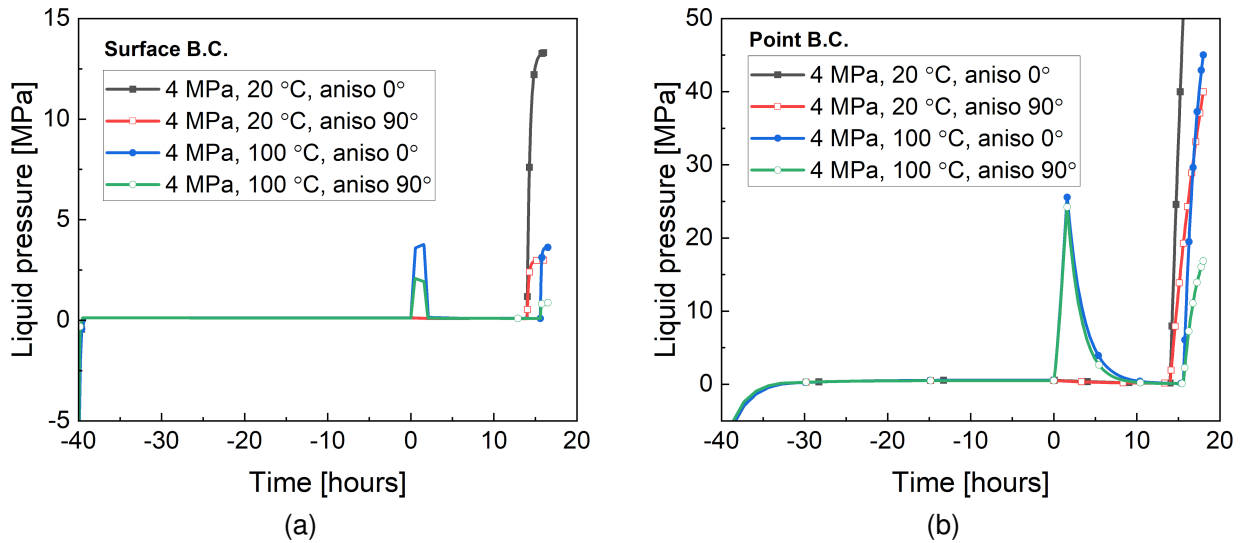 Surface B.C.
4 MPa, 20 °C, aniso 0°
4 MPa, 20 °C, aniso 90°
4 MPa, 100 °C, aniso 0°
4 MPa, 100 °C, aniso 90°
Liquid pressure [MPa]
15
10
5
0
-5
-40
-30
-20
-10
0
10
20
Time [hours]
(a)
Point B.C.
4 MPa, 20 °C, aniso 0°
4 MPa, 20 °C, aniso 90°
4 MPa, 100 °C, aniso 0°
4 MPa, 100 °C, aniso 90°
Liquid pressure [MPa]
50
40
30
20
10
0
-40
-30
-20
-10
0
10
20
Time [hours]
(b)